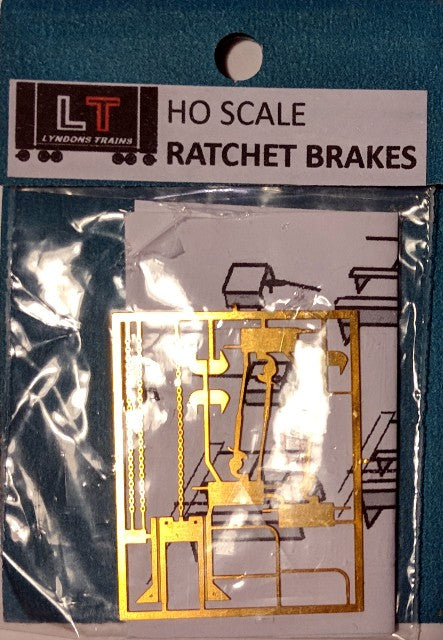 LT
LYNDONS TRAINS
HO SCALE
RATCHET BRAKES